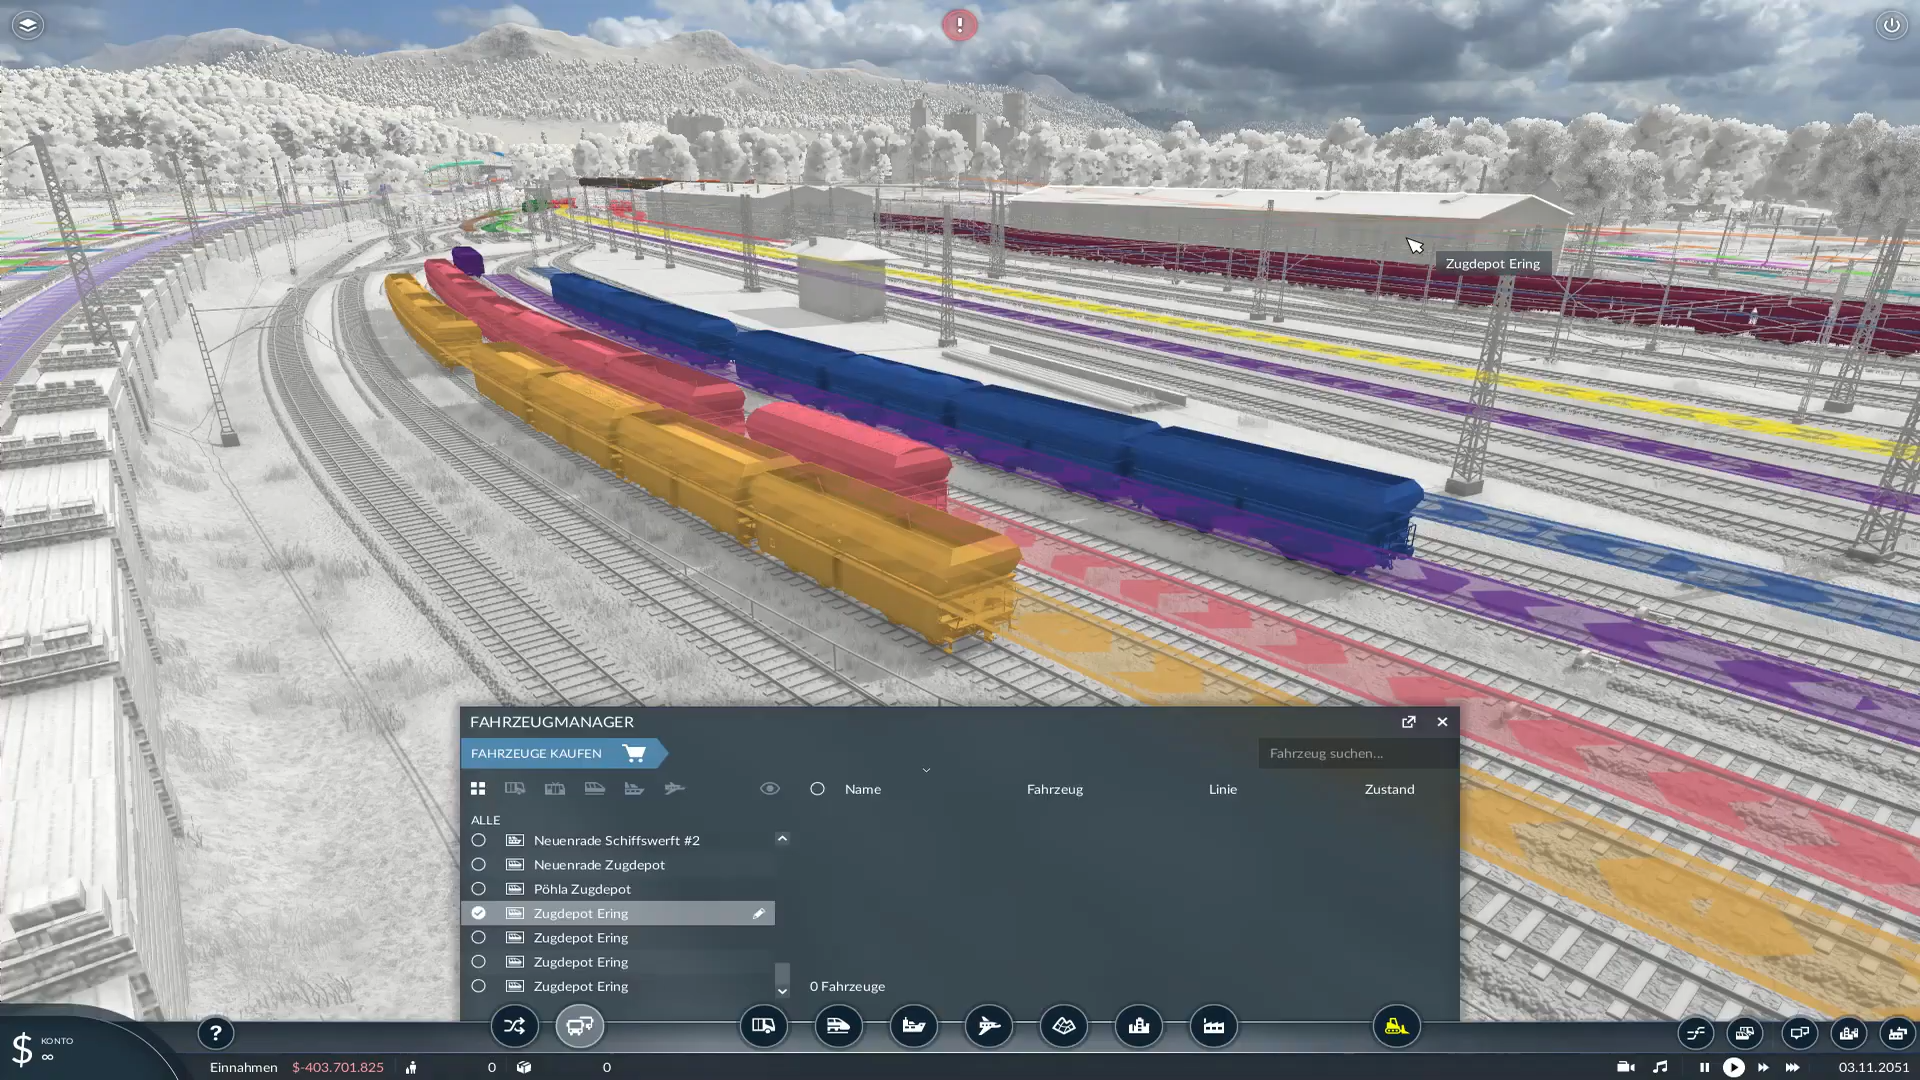 Zugdepot Ering
FAHRZEUGMANAGER
FAHRZEUGE KAUFEN
Fahrzeug suchen...
Name
Fahrzeug
Linie
Zustand
ALLE
Neuenrade Schiffswerft #2
Neuenrade Zugdepot
Pöhla Zugdepot
Zugdepot Ering
Zugdepot Ering
Zugdepot Ering
Zugdepot Ering
0 Fahrzeuge
?
$ KONTO
∞
Einnahmen $-403.701.825 0 0 03.11.2051